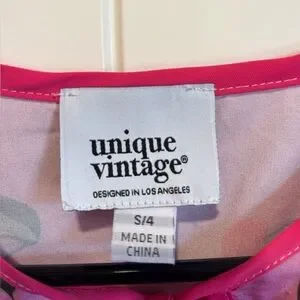 unique
vintage®
DESIGNED IN LOS ANGELES
S/4
MADE IN
CHINA